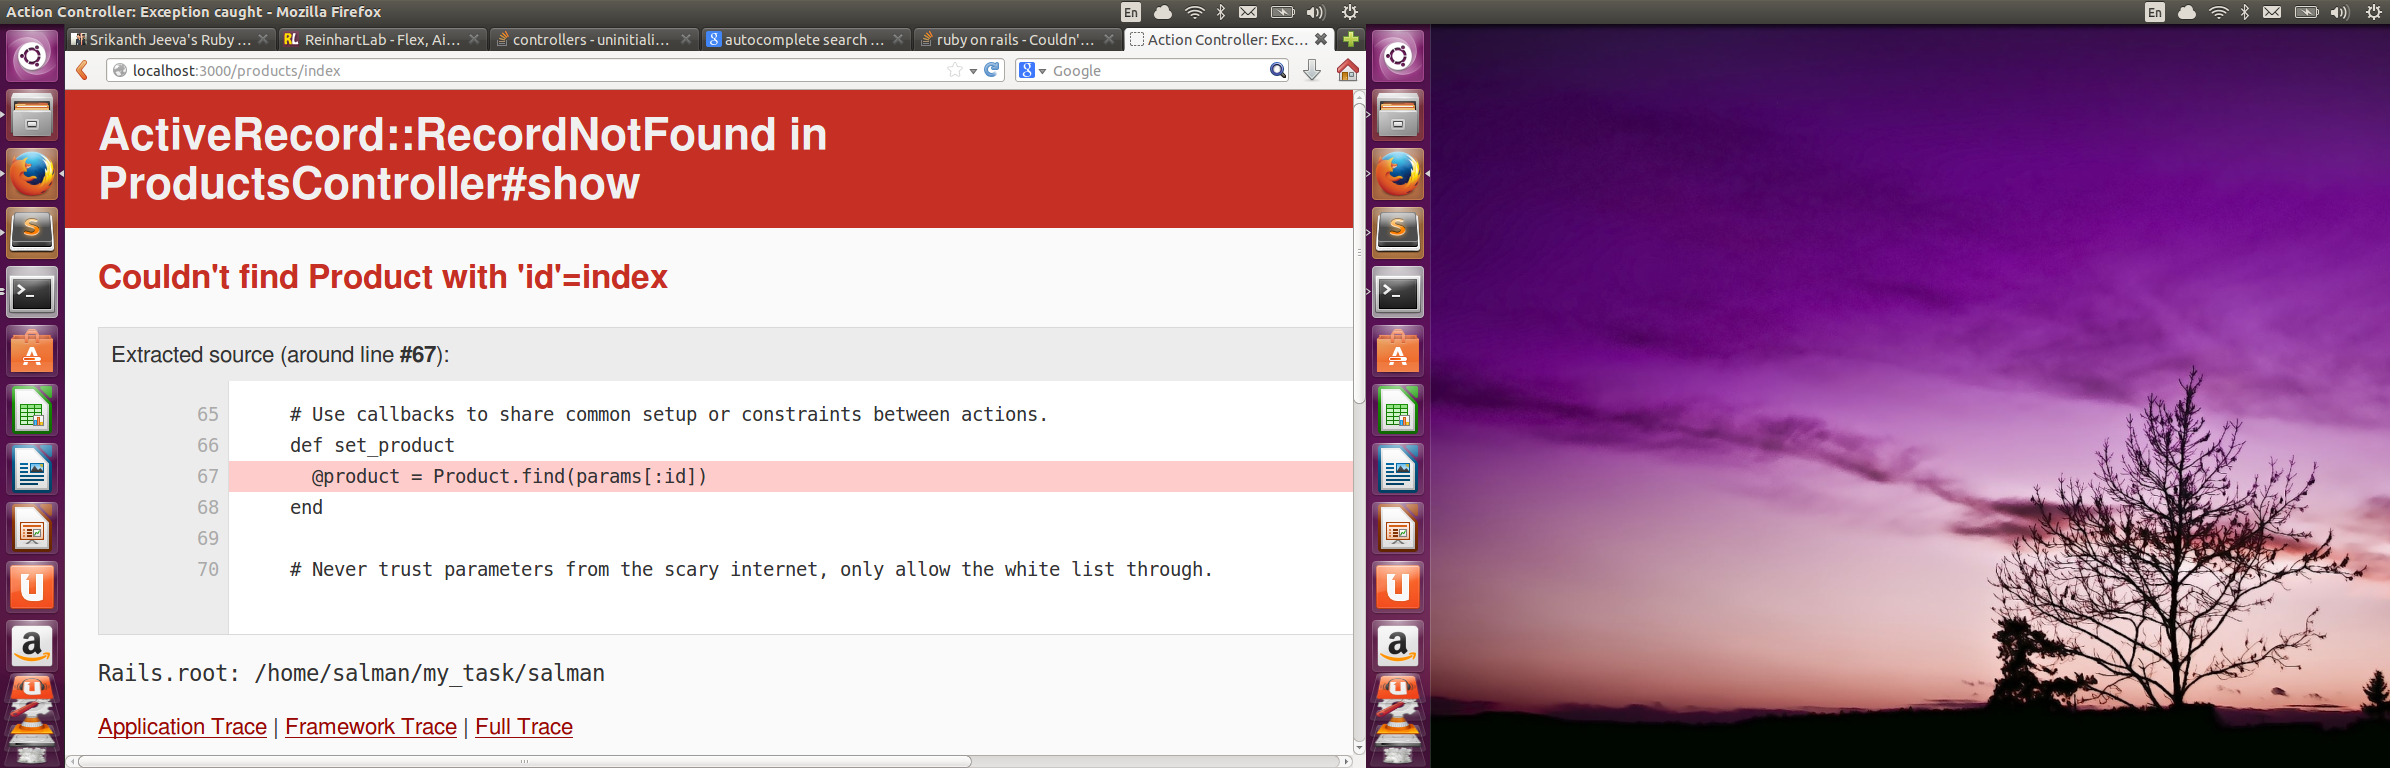 Action Controller: Exception caught - Mozilla Firefox
En
En
Srikanth Jeeva's Ruby ...
RL
ReinhartLab - Flex, Ai...
controllers - uninitiali...
8
autocomplete search ...
ruby on rails - Couldn'...
Action Controller: Exc...
localhost:3000/products/index
8
Google
ActiveRecord::RecordNotFound in
ProductsController#show
Couldn't find Product with 'id'=index
Extracted source (around line #67):
65 # Use callbacks to share common setup or constraints between actions.
66 def set_product
67 @product = Product.find(params[:id])
68 end
69
70 # Never trust parameters from the scary internet, only allow the white list through.
Rails.root: /home/salman/my_task/salman
Application Trace | Framework Trace | Full Trace